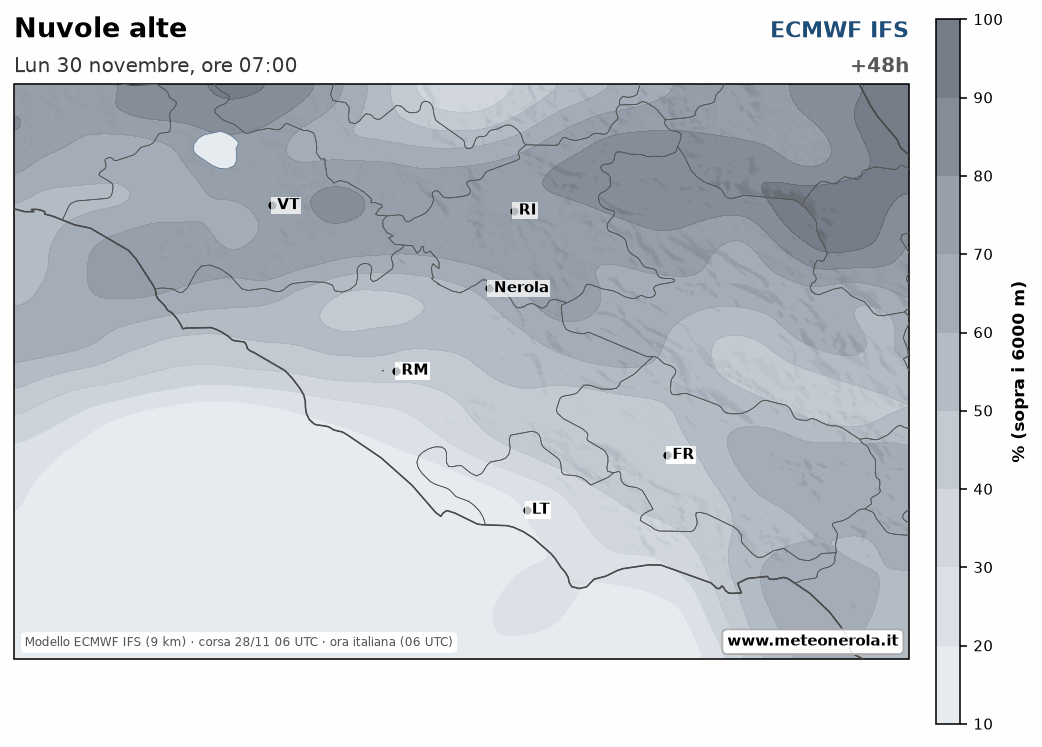 Nuvole alte
ECMWF IFS
Lun 30 novembre, ore 07:00
+48h
VT
RI
Nerola
RM
FR
LT
Modello ECMWF IFS (9 km) · corsa 28/11 06 UTC · ora italiana (06 UTC)
www.meteonerola.it
100
90
80
70
60
50
40
30
20
10
% (sopra i 6000 m)